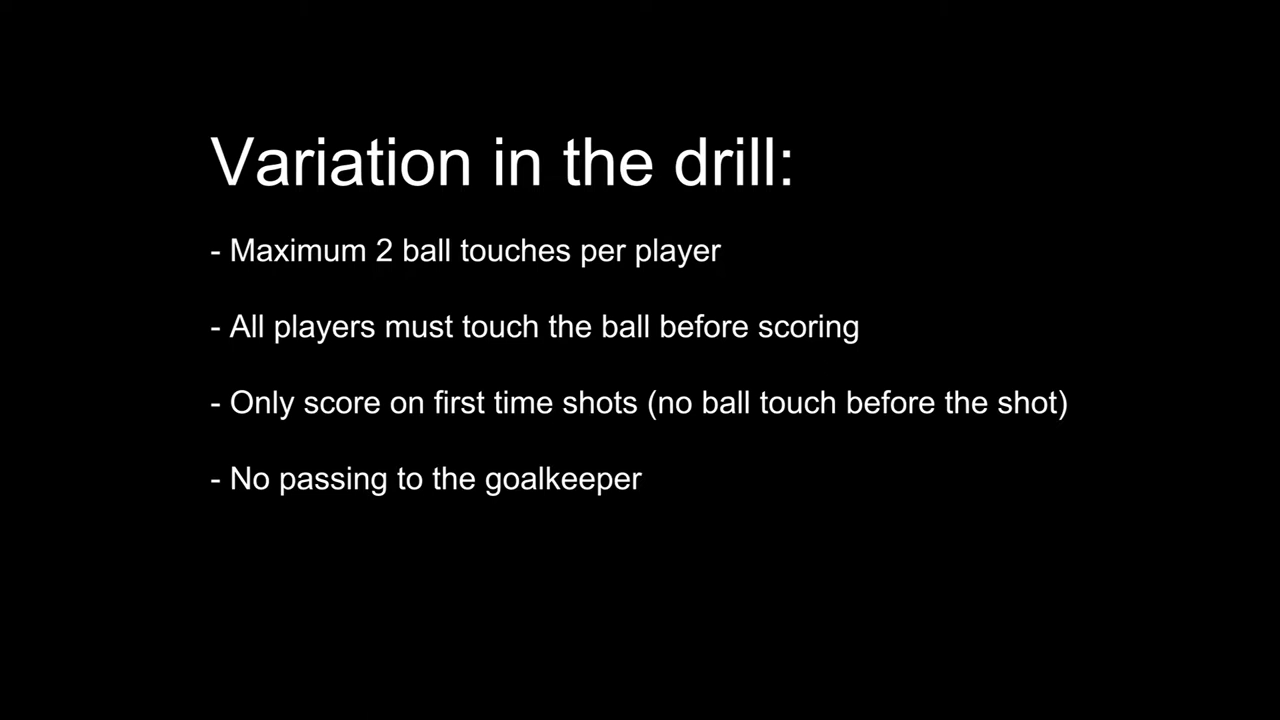 Variation in the drill:
- Maximum 2 ball touches per player
- All players must touch the ball before scoring
- Only score on first time shots (no ball touch before the shot)
- No passing to the goalkeeper